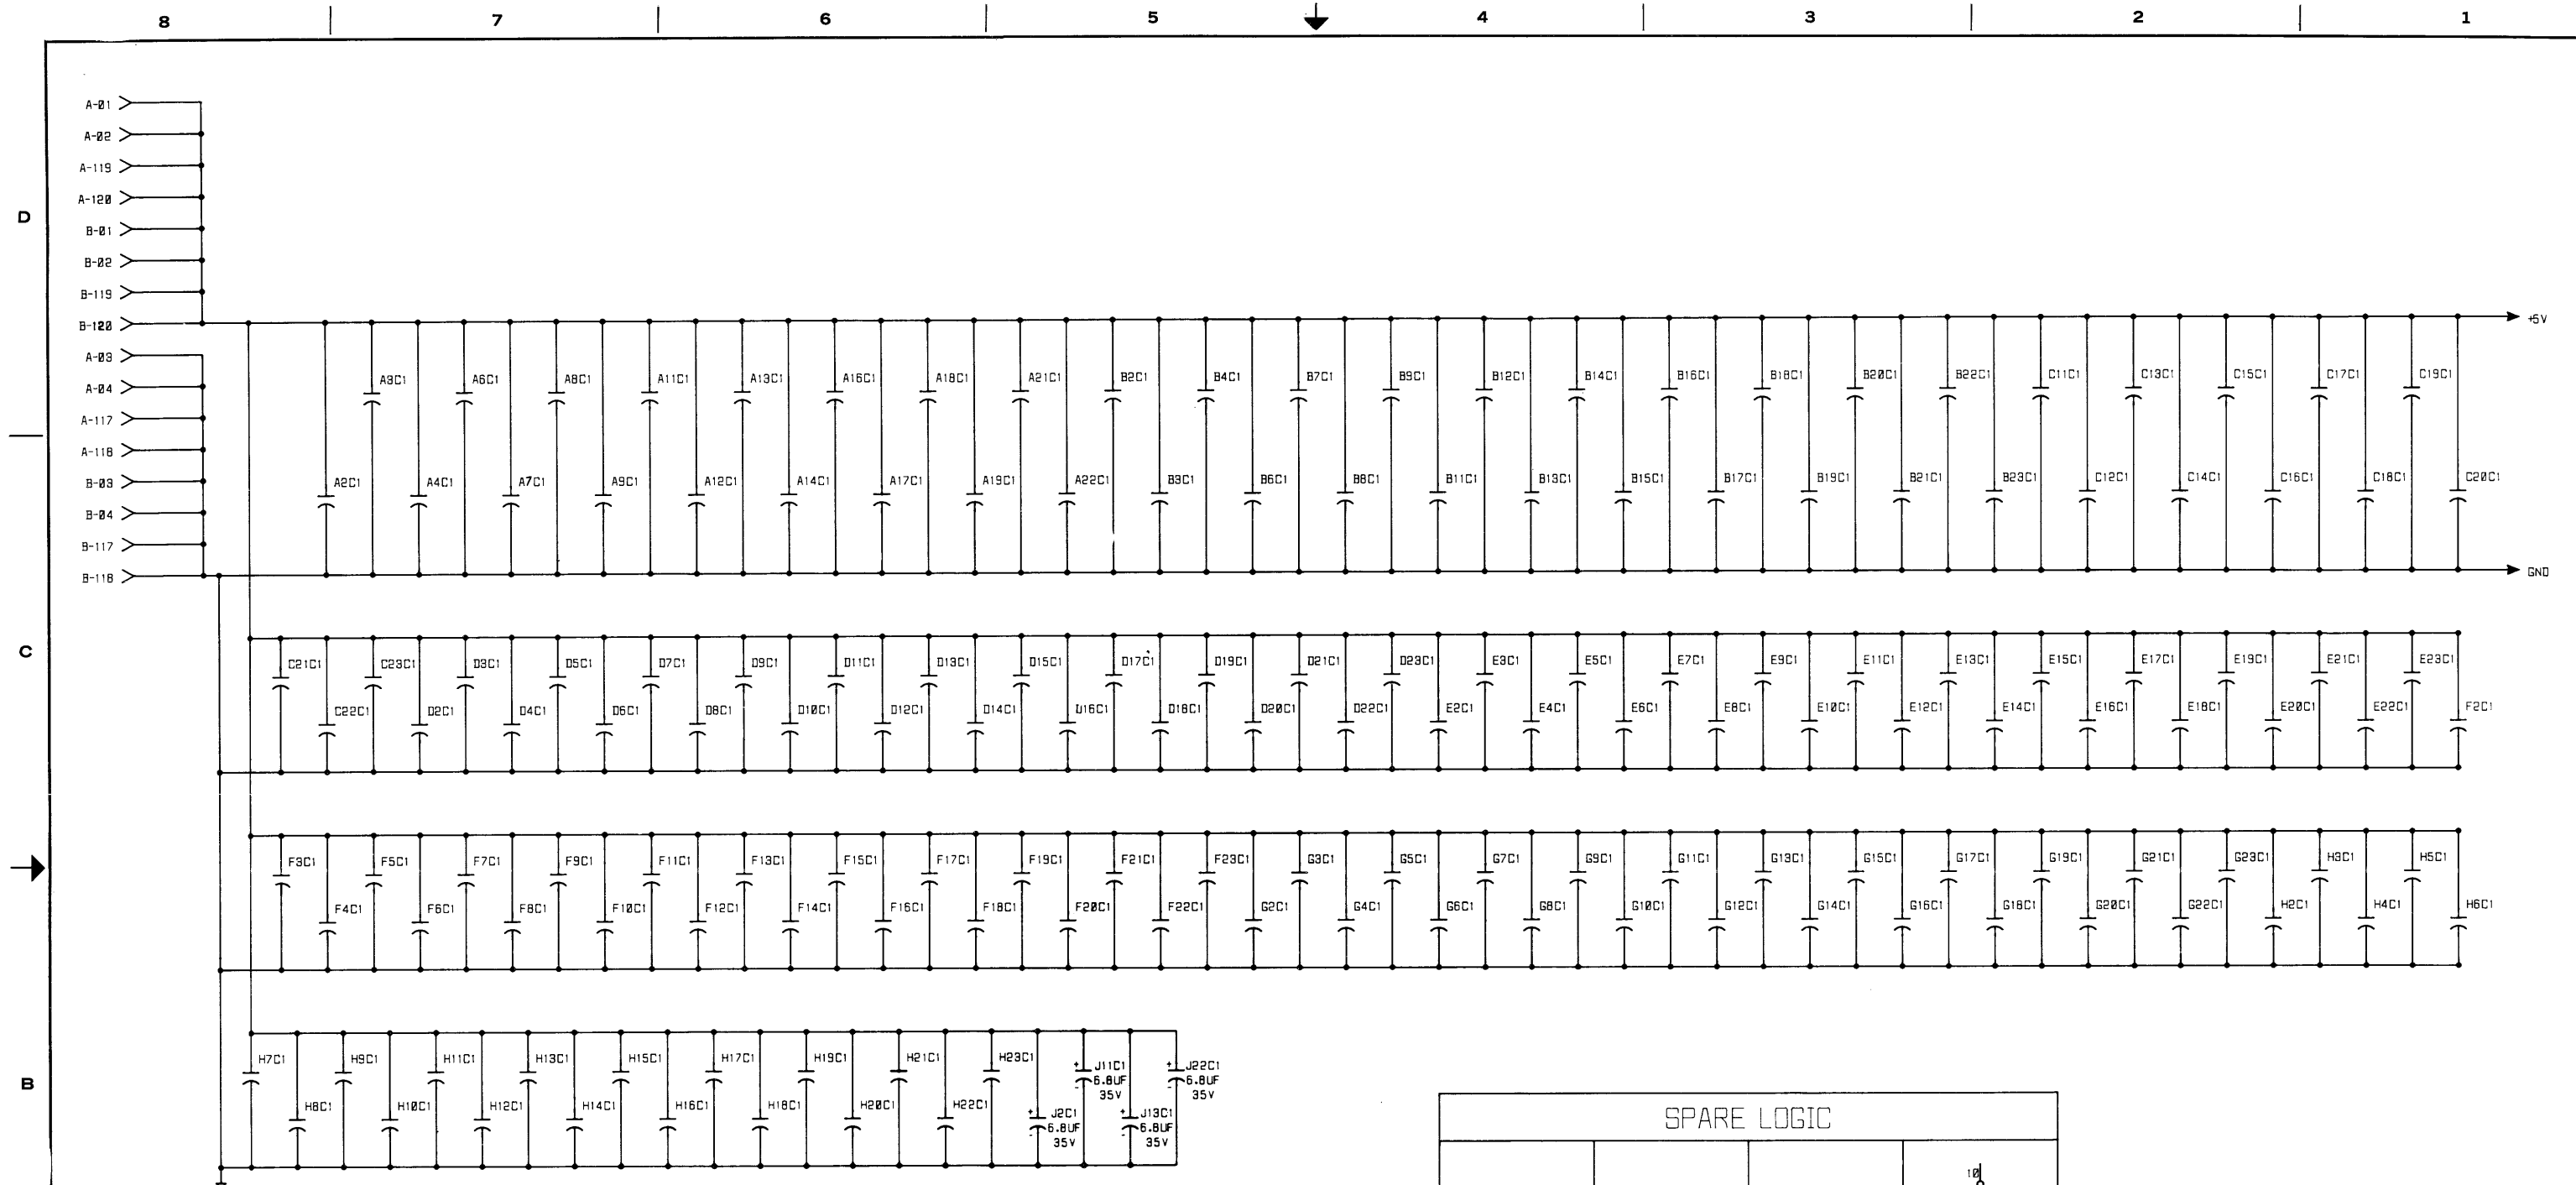 8 7 6 5 4 3 2 1
D
A-01
A-02
A-119
A-120
B-01
B-02
B-119
B-120
A-03
A-04
A-117
A-118
B-03
B-04
B-117
B-118
+5V
A3C1 A6C1 A8C1 A11C1 A13C1 A16C1 A18C1 A21C1 B2C1 B4C1 B7C1 B9C1 B12C1 B14C1 B16C1 B18C1 B20C1 B22C1 C11C1 C13C1 C15C1 C17C1 C19C1
A2C1 A4C1 A7C1 A9C1 A12C1 A14C1 A17C1 A19C1 A22C1 B3C1 B6C1 B8C1 B11C1 B13C1 B15C1 B17C1 B19C1 B21C1 B23C1 C12C1 C14C1 C16C1 C18C1 C20C1
GND
C
C21C1 C23C1 D3C1 D5C1 D7C1 D9C1 D11C1 D13C1 D15C1 D17C1 D19C1 D21C1 D23C1 E3C1 E5C1 E7C1 E9C1 E11C1 E13C1 E15C1 E17C1 E19C1 E21C1 E23C1
C22C1 D2C1 D4C1 D6C1 D8C1 D10C1 D12C1 D14C1 D16C1 D18C1 D20C1 D22C1 E2C1 E4C1 E6C1 E8C1 E10C1 E12C1 E14C1 E16C1 E18C1 E20C1 E22C1 F2C1
F3C1 F5C1 F7C1 F9C1 F11C1 F13C1 F15C1 F17C1 F19C1 F21C1 F23C1 G3C1 G5C1 G7C1 G9C1 G11C1 G13C1 G15C1 G17C1 G19C1 G21C1 G23C1 H3C1 H5C1
F4C1 F6C1 F8C1 F10C1 F12C1 F14C1 F16C1 F18C1 F20C1 F22C1 G2C1 G4C1 G6C1 G8C1 G10C1 G12C1 G14C1 G16C1 G18C1 G20C1 G22C1 H2C1 H4C1 H6C1
B
H7C1 H9C1 H11C1 H13C1 H15C1 H17C1 H19C1 H21C1 H23C1
J11C1
6.8UF
35V
J22C1
6.8UF
35V
H8C1 H10C1 H12C1 H14C1 H16C1 H18C1 H20C1 H22C1
J2C1
6.8UF
35V
J13C1
6.8UF
35V
SPARE LOGIC
10